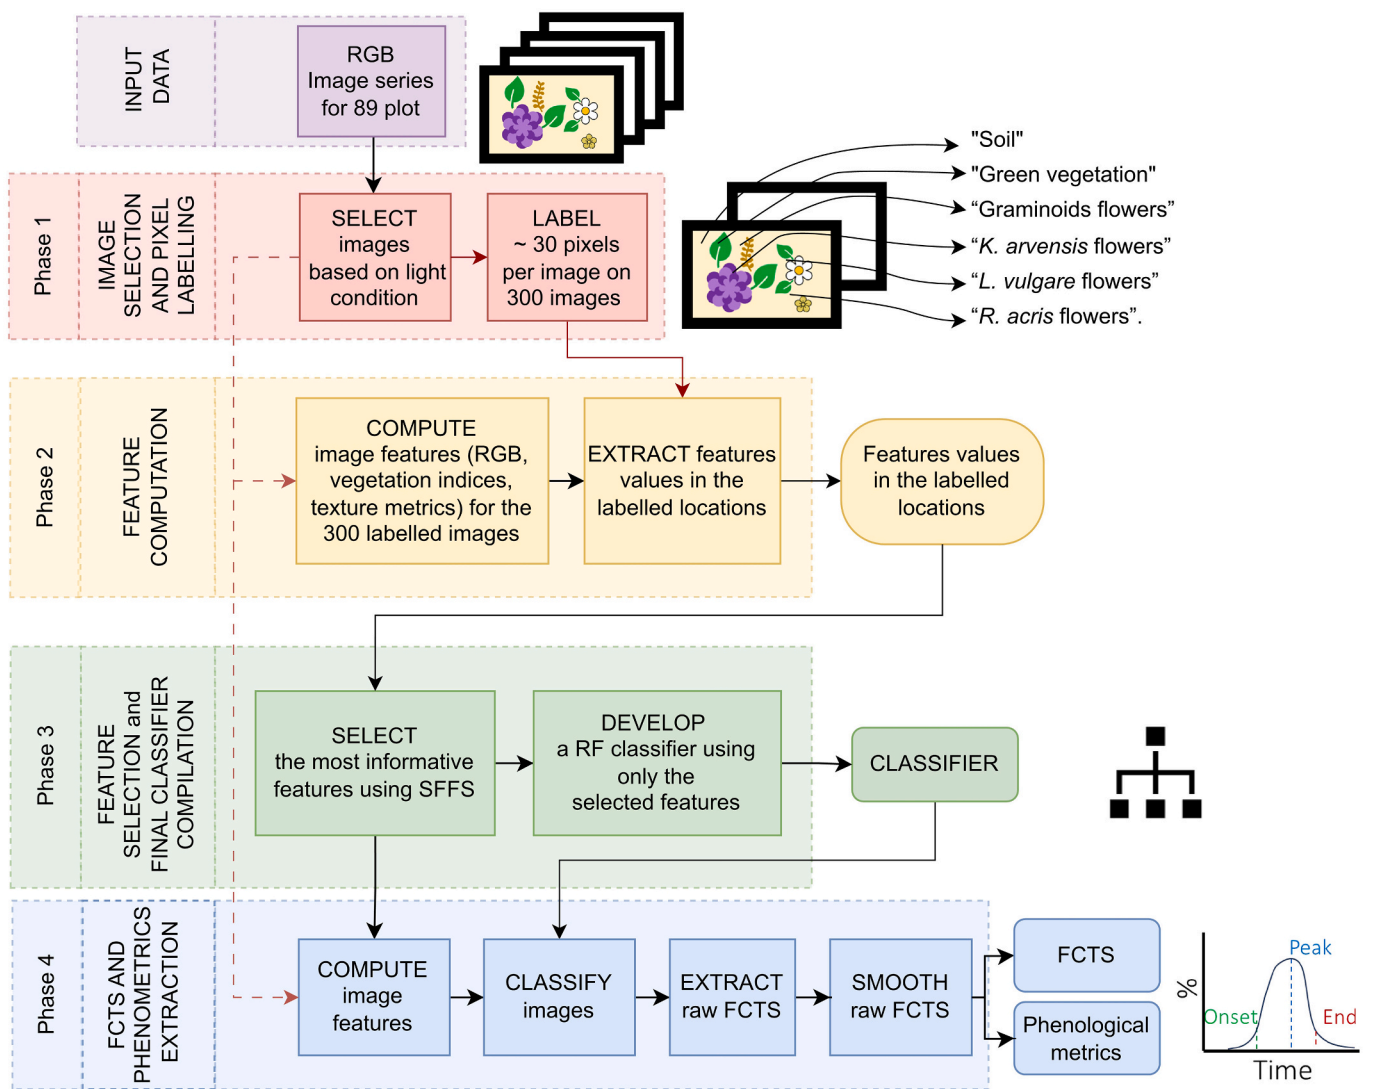 INPUT
DATA
RGB
Image series
for 89 plot
Phase 1
IMAGE
SELECTION
AND PIXEL
LABELLING
SELECT
images
based on light
condition
LABEL
~ 30 pixels
per image on
300 images
"Soil"
"Green vegetation"
“Graminoids flowers”
“K. arvensis flowers”
“L. vulgare flowers”
“R. acris flowers”.
Phase 2
FEATURE
COMPUTATION
COMPUTE
image features (RGB,
vegetation indices,
texture metrics) for the
300 labelled images
EXTRACT features
values in the
labelled locations
Features values
in the labelled
locations
Phase 3
FEATURE
SELECTION and
FINAL CLASSIFIER
COMPILATION
SELECT
the most informative
features using SFFS
DEVELOP
a RF classifier using
only the
selected features
CLASSIFIER
Phase 4
FCTS AND
PHENOMETRICS
EXTRACTION
COMPUTE
image
features
CLASSIFY
images
EXTRACT
raw FCTS
SMOOTH
raw FCTS
FCTS
Phenological
metrics
%
Peak
Onset
End
Time